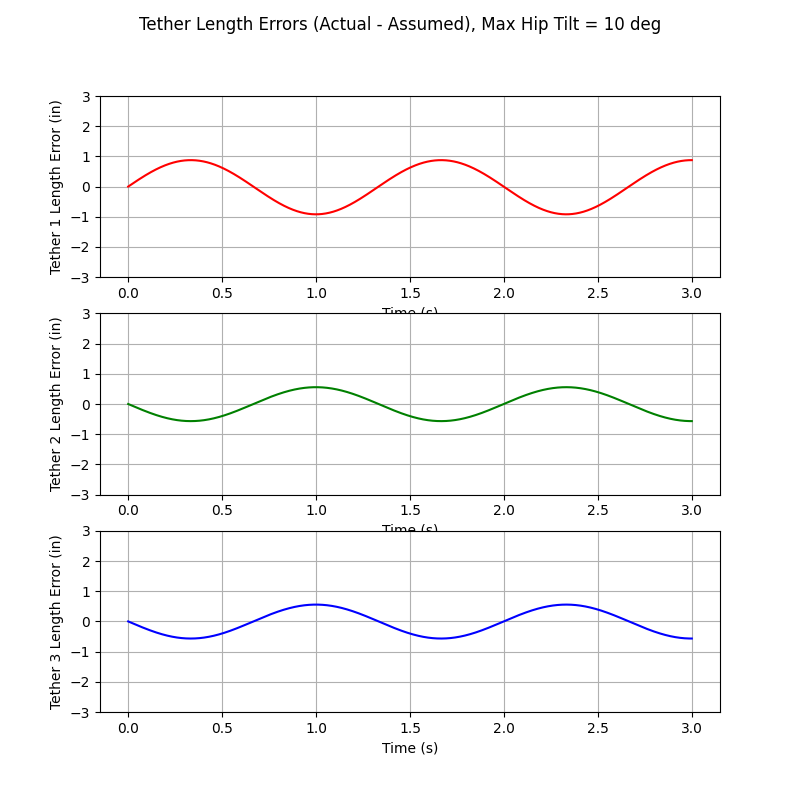 Tether Length Errors (Actual - Assumed), Max Hip Tilt = 10 deg
Tether 1 Length Error (in)
3
2
1
0
−1
−2
−3
0.0 0.5 1.0 1.5 2.0 2.5 3.0
Time (s)
Tether 2 Length Error (in)
3
2
1
0
−1
−2
−3
0.0 0.5 1.0 1.5 2.0 2.5 3.0
Time (s)
Tether 3 Length Error (in)
3
2
1
0
−1
−2
−3
0.0 0.5 1.0 1.5 2.0 2.5 3.0
Time (s)